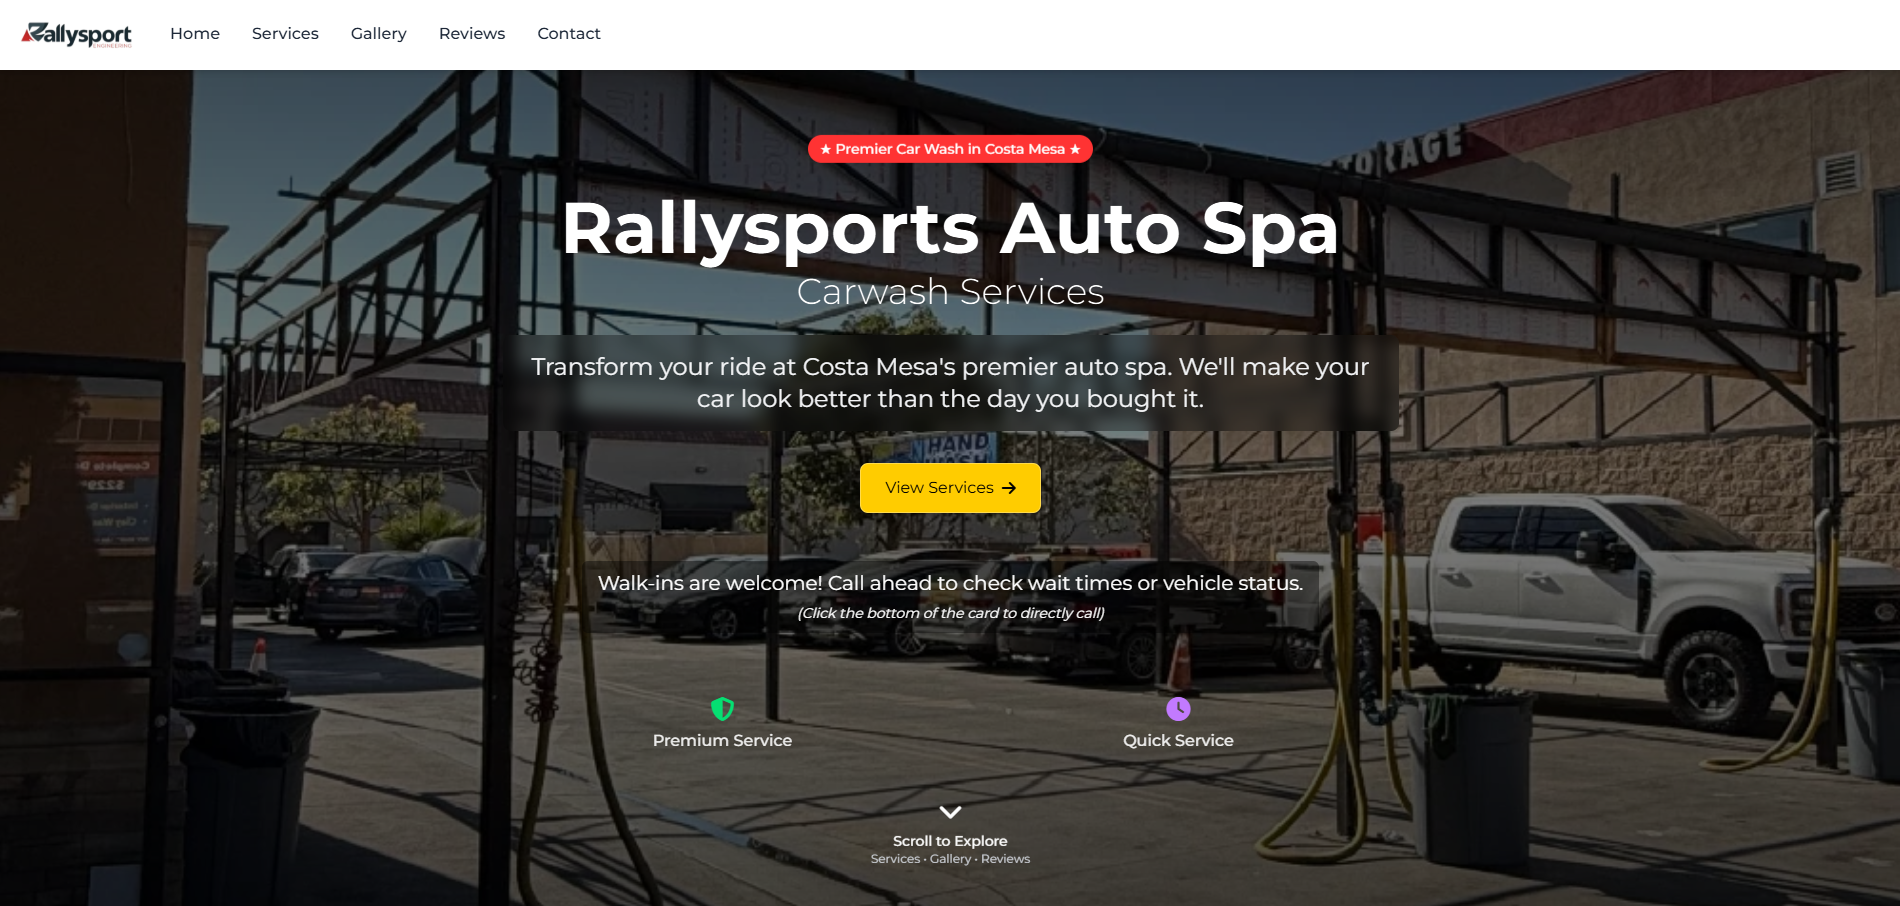 Rallysport
ENGINEERING
Home Services Gallery Reviews Contact
★ Premier Car Wash in Costa Mesa ★
STORAGE
Rallysports Auto Spa
Carwash Services
Transform your ride at Costa Mesa's premier auto spa. We'll make your
car look better than the day you bought it.
HAND
View Services →
Walk-ins are welcome! Call ahead to check wait times or vehicle status.
(Click the bottom of the card to directly call)
Premium Service
Quick Service
Scroll to Explore
Services • Gallery • Reviews